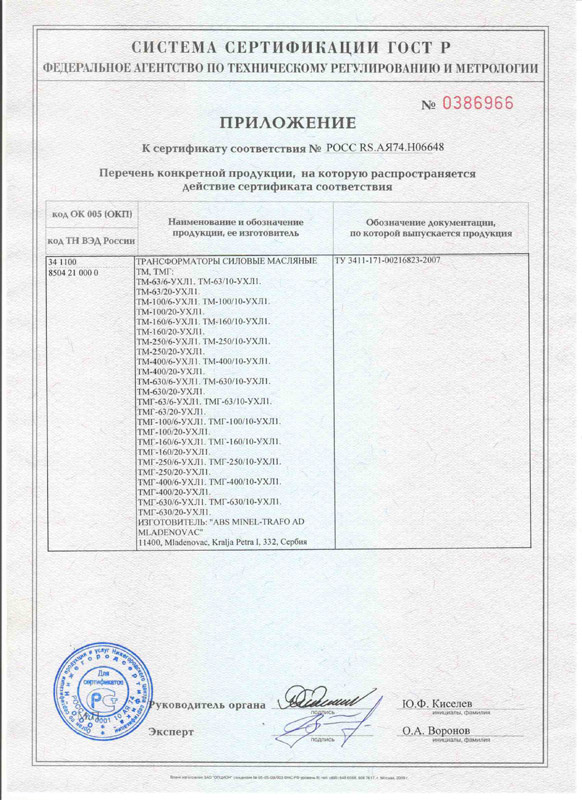 СИСТЕМА СЕРТИФИКАЦИИ ГОСТ Р
ФЕДЕРАЛЬНОЕ АГЕНТСТВО ПО ТЕХНИЧЕСКОМУ РЕГУЛИРОВАНИЮ И МЕТРОЛОГИИ
№ 0386966
ПРИЛОЖЕНИЕ
К сертификату соответствия № РОСС RS.АЯ74.Н06648
Перечень конкретной продукции, на которую распространяется
действие сертификата соответствия
код ОК 005 (ОКП)
код ТН ВЭД России
Наименование и обозначение
продукции, ее изготовитель
Обозначение документации,
по которой выпускается продукция
34 1100
8504 21 000 0
ТРАНСФОРМАТОРЫ СИЛОВЫЕ МАСЛЯНЫЕ
ТМ, ТМГ:
ТМ-63/6-УХЛ1. ТМ-63/10-УХЛ1.
ТМ-63/20-УХЛ1.
ТМ-100/6-УХЛ1. ТМ-100/10-УХЛ1.
ТМ-100/20-УХЛ1.
ТМ-160/6-УХЛ1. ТМ-160/10-УХЛ1.
ТМ-160/20-УХЛ1.
ТМ-250/6-УХЛ1. ТМ-250/10-УХЛ1.
ТМ-250/20-УХЛ1.
ТМ-400/6-УХЛ1. ТМ-400/10-УХЛ1.
ТМ-400/20-УХЛ1.
ТМ-630/6-УХЛ1. ТМ-630/10-УХЛ1.
ТМ-630/20-УХЛ1.
ТМГ-63/6-УХЛ1. ТМГ-63/10-УХЛ1.
ТМГ-63/20-УХЛ1.
ТМГ-100/6-УХЛ1. ТМГ-100/10-УХЛ1.
ТМГ-100/20-УХЛ1.
ТМГ-160/6-УХЛ1. ТМГ-160/10-УХЛ1.
ТМГ-160/20-УХЛ1.
ТМГ-250/6-УХЛ1. ТМГ-250/10-УХЛ1.
ТМГ-250/20-УХЛ1.
ТМГ-400/6-УХЛ1. ТМГ-400/10-УХЛ1.
ТМГ-400/20-УХЛ1.
ТМГ-630/6-УХЛ1. ТМГ-630/10-УХЛ1.
ТМГ-630/20-УХЛ1.
ИЗГОТОВИТЕЛЬ: "ABS MINEL-TRAFO AD
MLADENOVAC"
11400, Mladenovac, Kralja Petra I, 332, Сербия
ТУ 3411-171-00216823-2007
Для
сертификатов
Руководитель органа
подпись
Ю.Ф. Киселев
инициалы, фамилия
Эксперт
подпись
О.А. Воронов
инициалы, фамилия